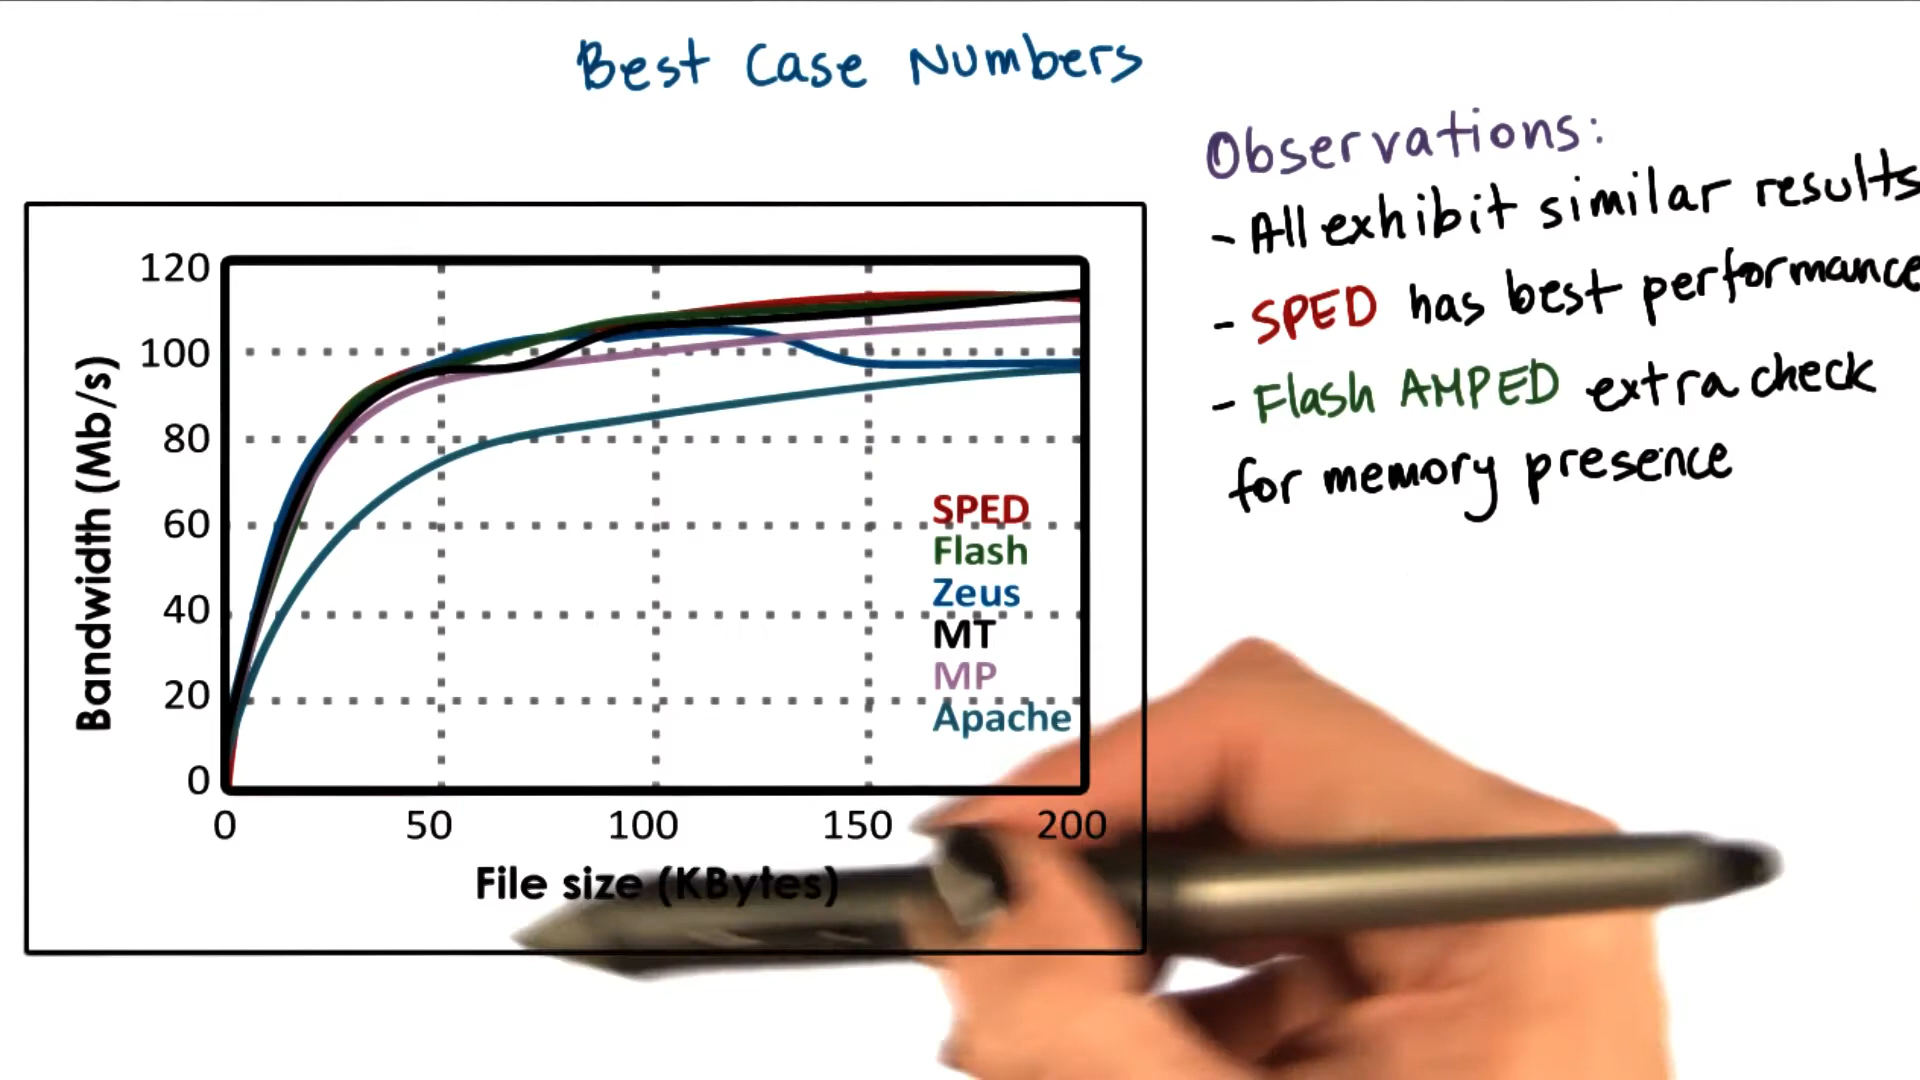 Best Case Numbers
Observations:
- All exhibit similar results
- SPED has best performance
- Flash AMPED extra check
for memory presence
120
100
80
60
40
20
0
Bandwidth (Mb/s)
SPED
Flash
Zeus
MT
MP
Apache
0 50 100 150 200
File size (KBytes)